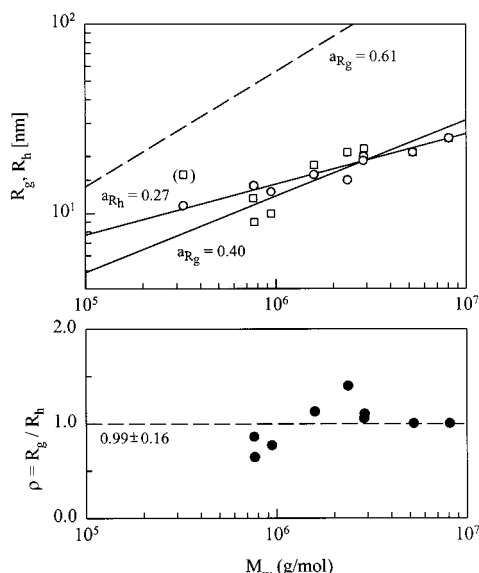 10²
R_g, R_h [nm]
a_Rg = 0.61
a_Rh = 0.27
10¹
a_Rg = 0.40
10⁵ 10⁶ 10⁷
2.0
ρ = R_g / R_h
1.0
0.99±0.16
0.0
10⁵ 10⁶ 10⁷
(g/mol)